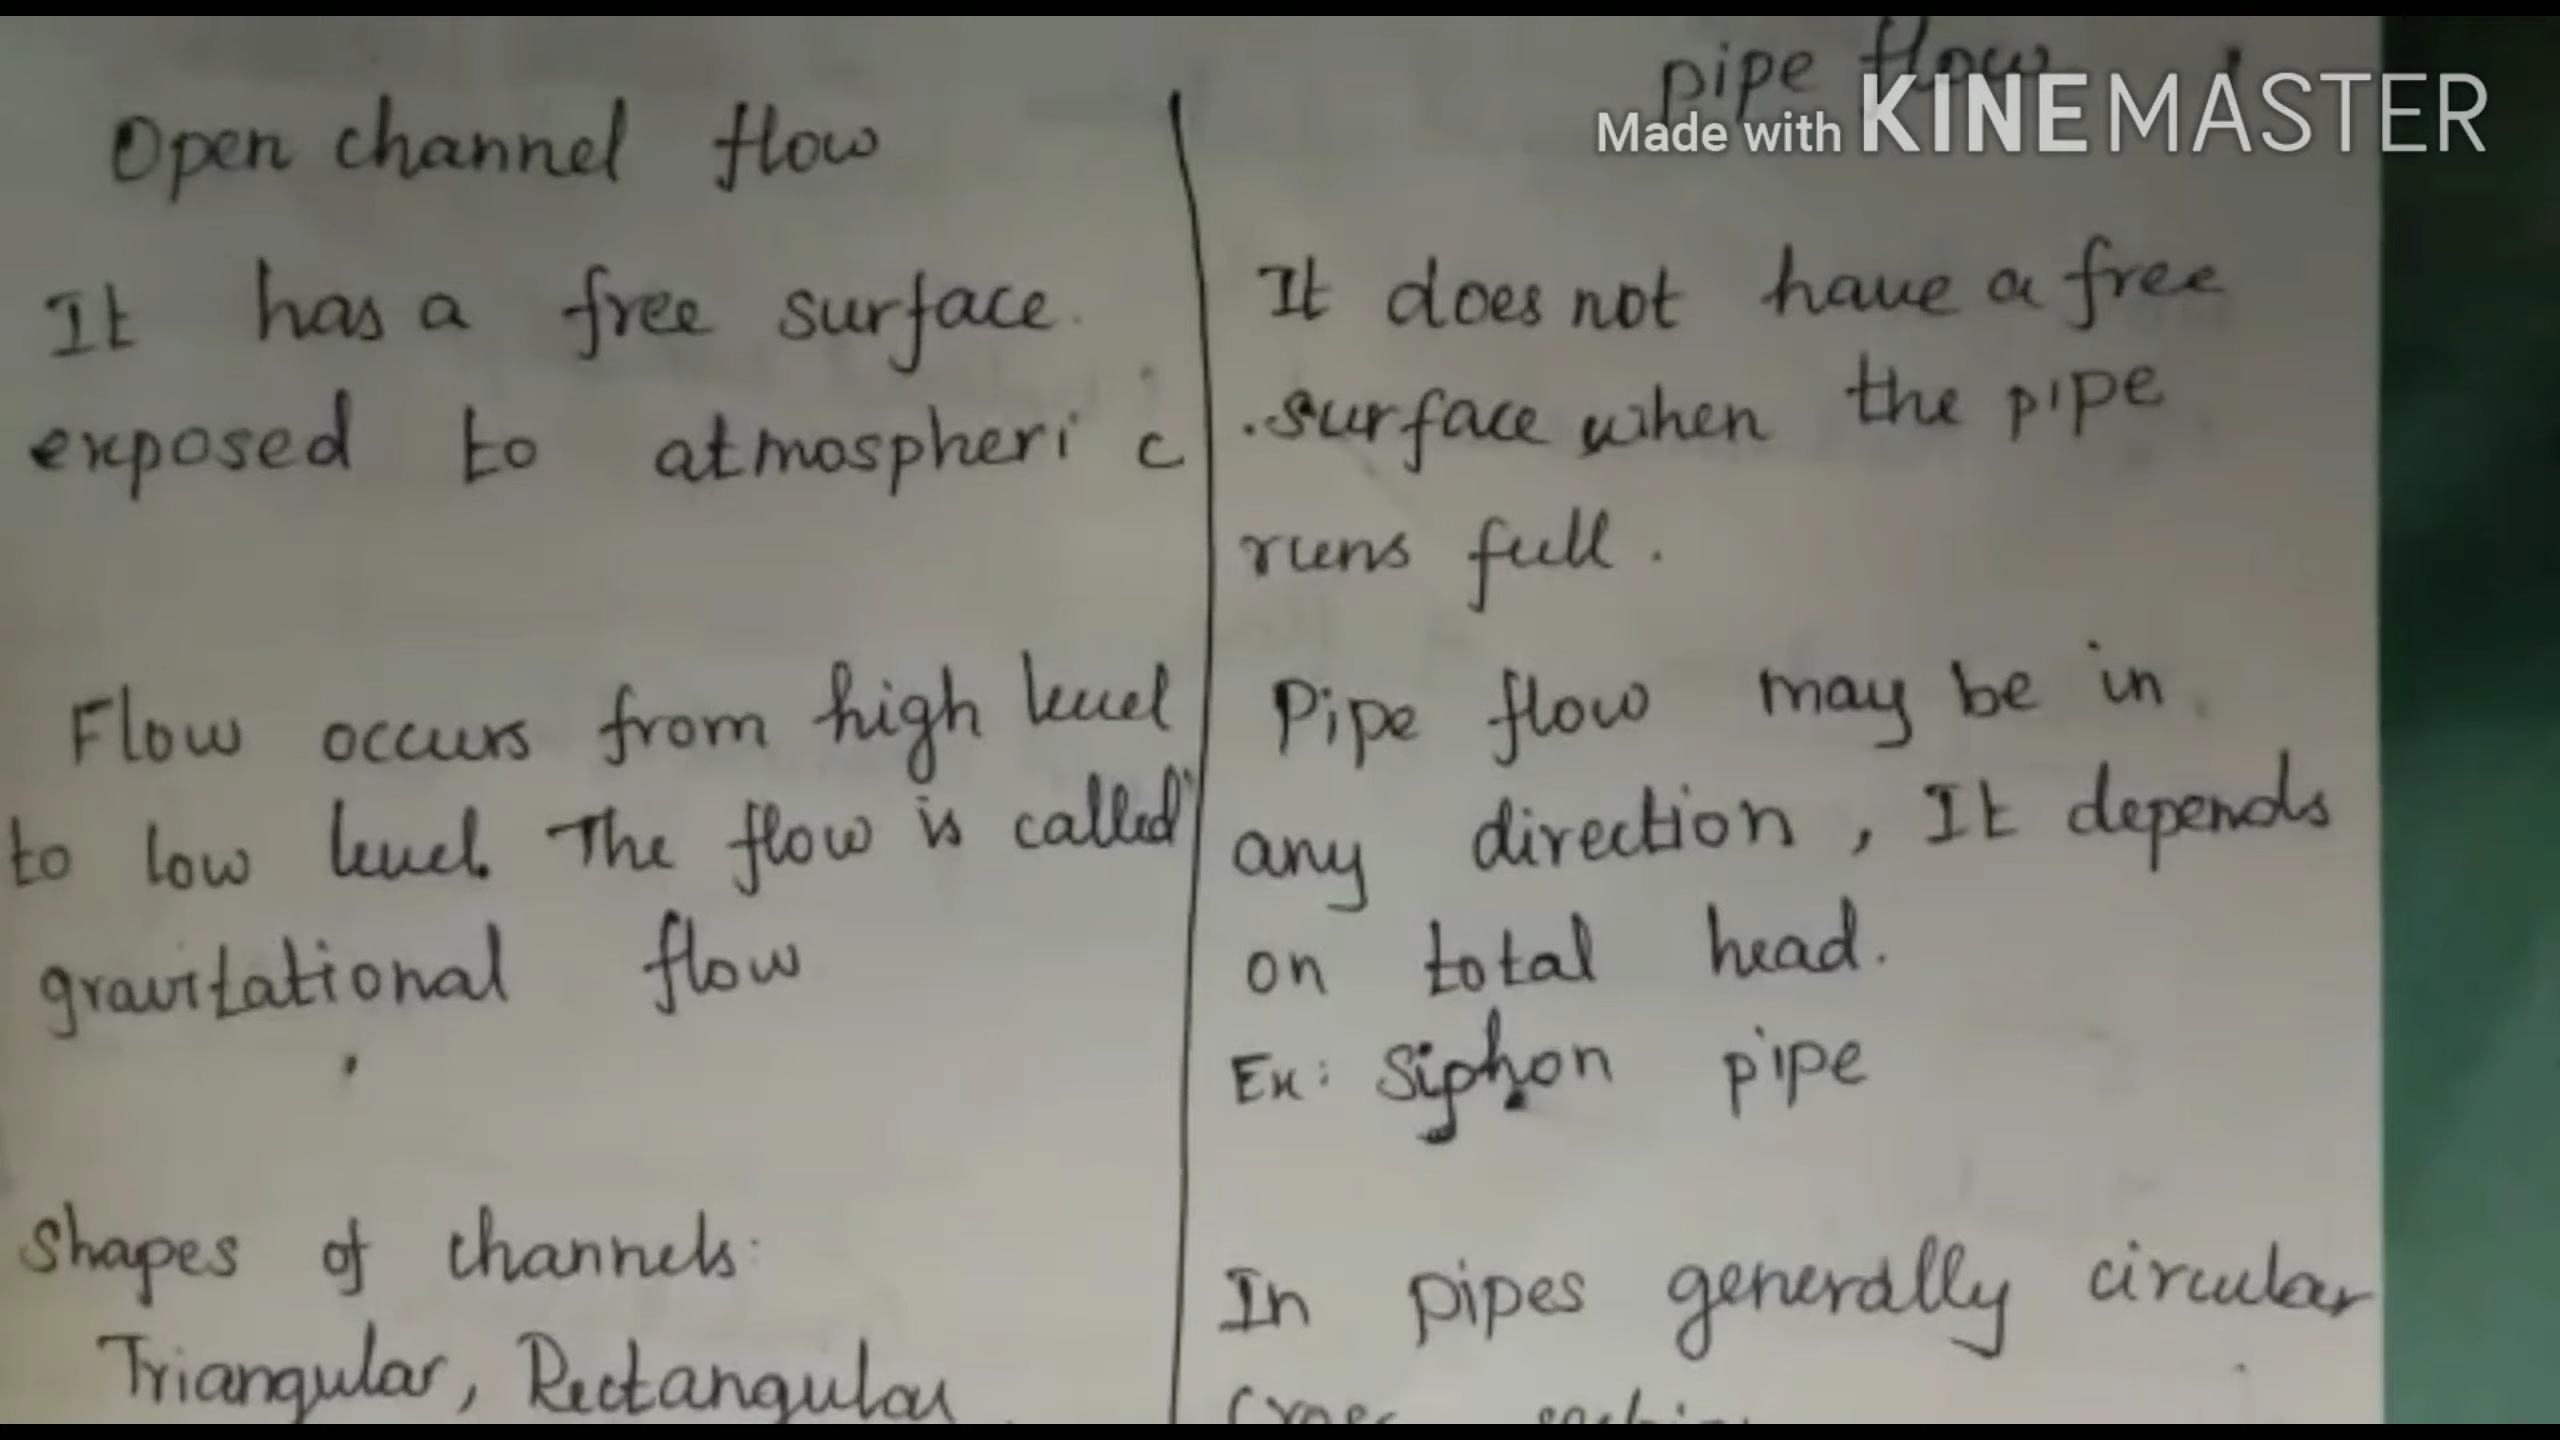 Open channel flow
It has a free surface.
exposed to atmospheric
Flow occurs from high level
to low level. The flow is called
gravitational flow
Shapes of channels:
Triangular, Rectangular
pipe flow
Made with KINEMASTER
It does not have a free
surface when the pipe
runs full.
Pipe flow may be in
any direction, It depends
on total head.
Ex: Siphon pipe
In pipes generally circular